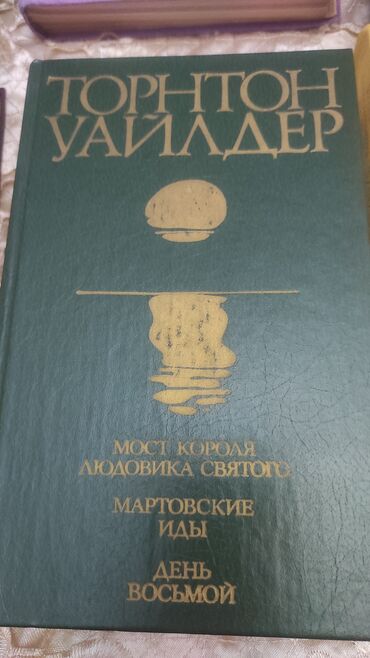 ТОРНТОН
УАЙЛДЕР
МОСТ КОРОЛЯ
ЛЮДОВИКА СВЯТОГО
МАРТОВСКИЕ
ИДЫ
ДЕНЬ
ВОСЬМОЙ